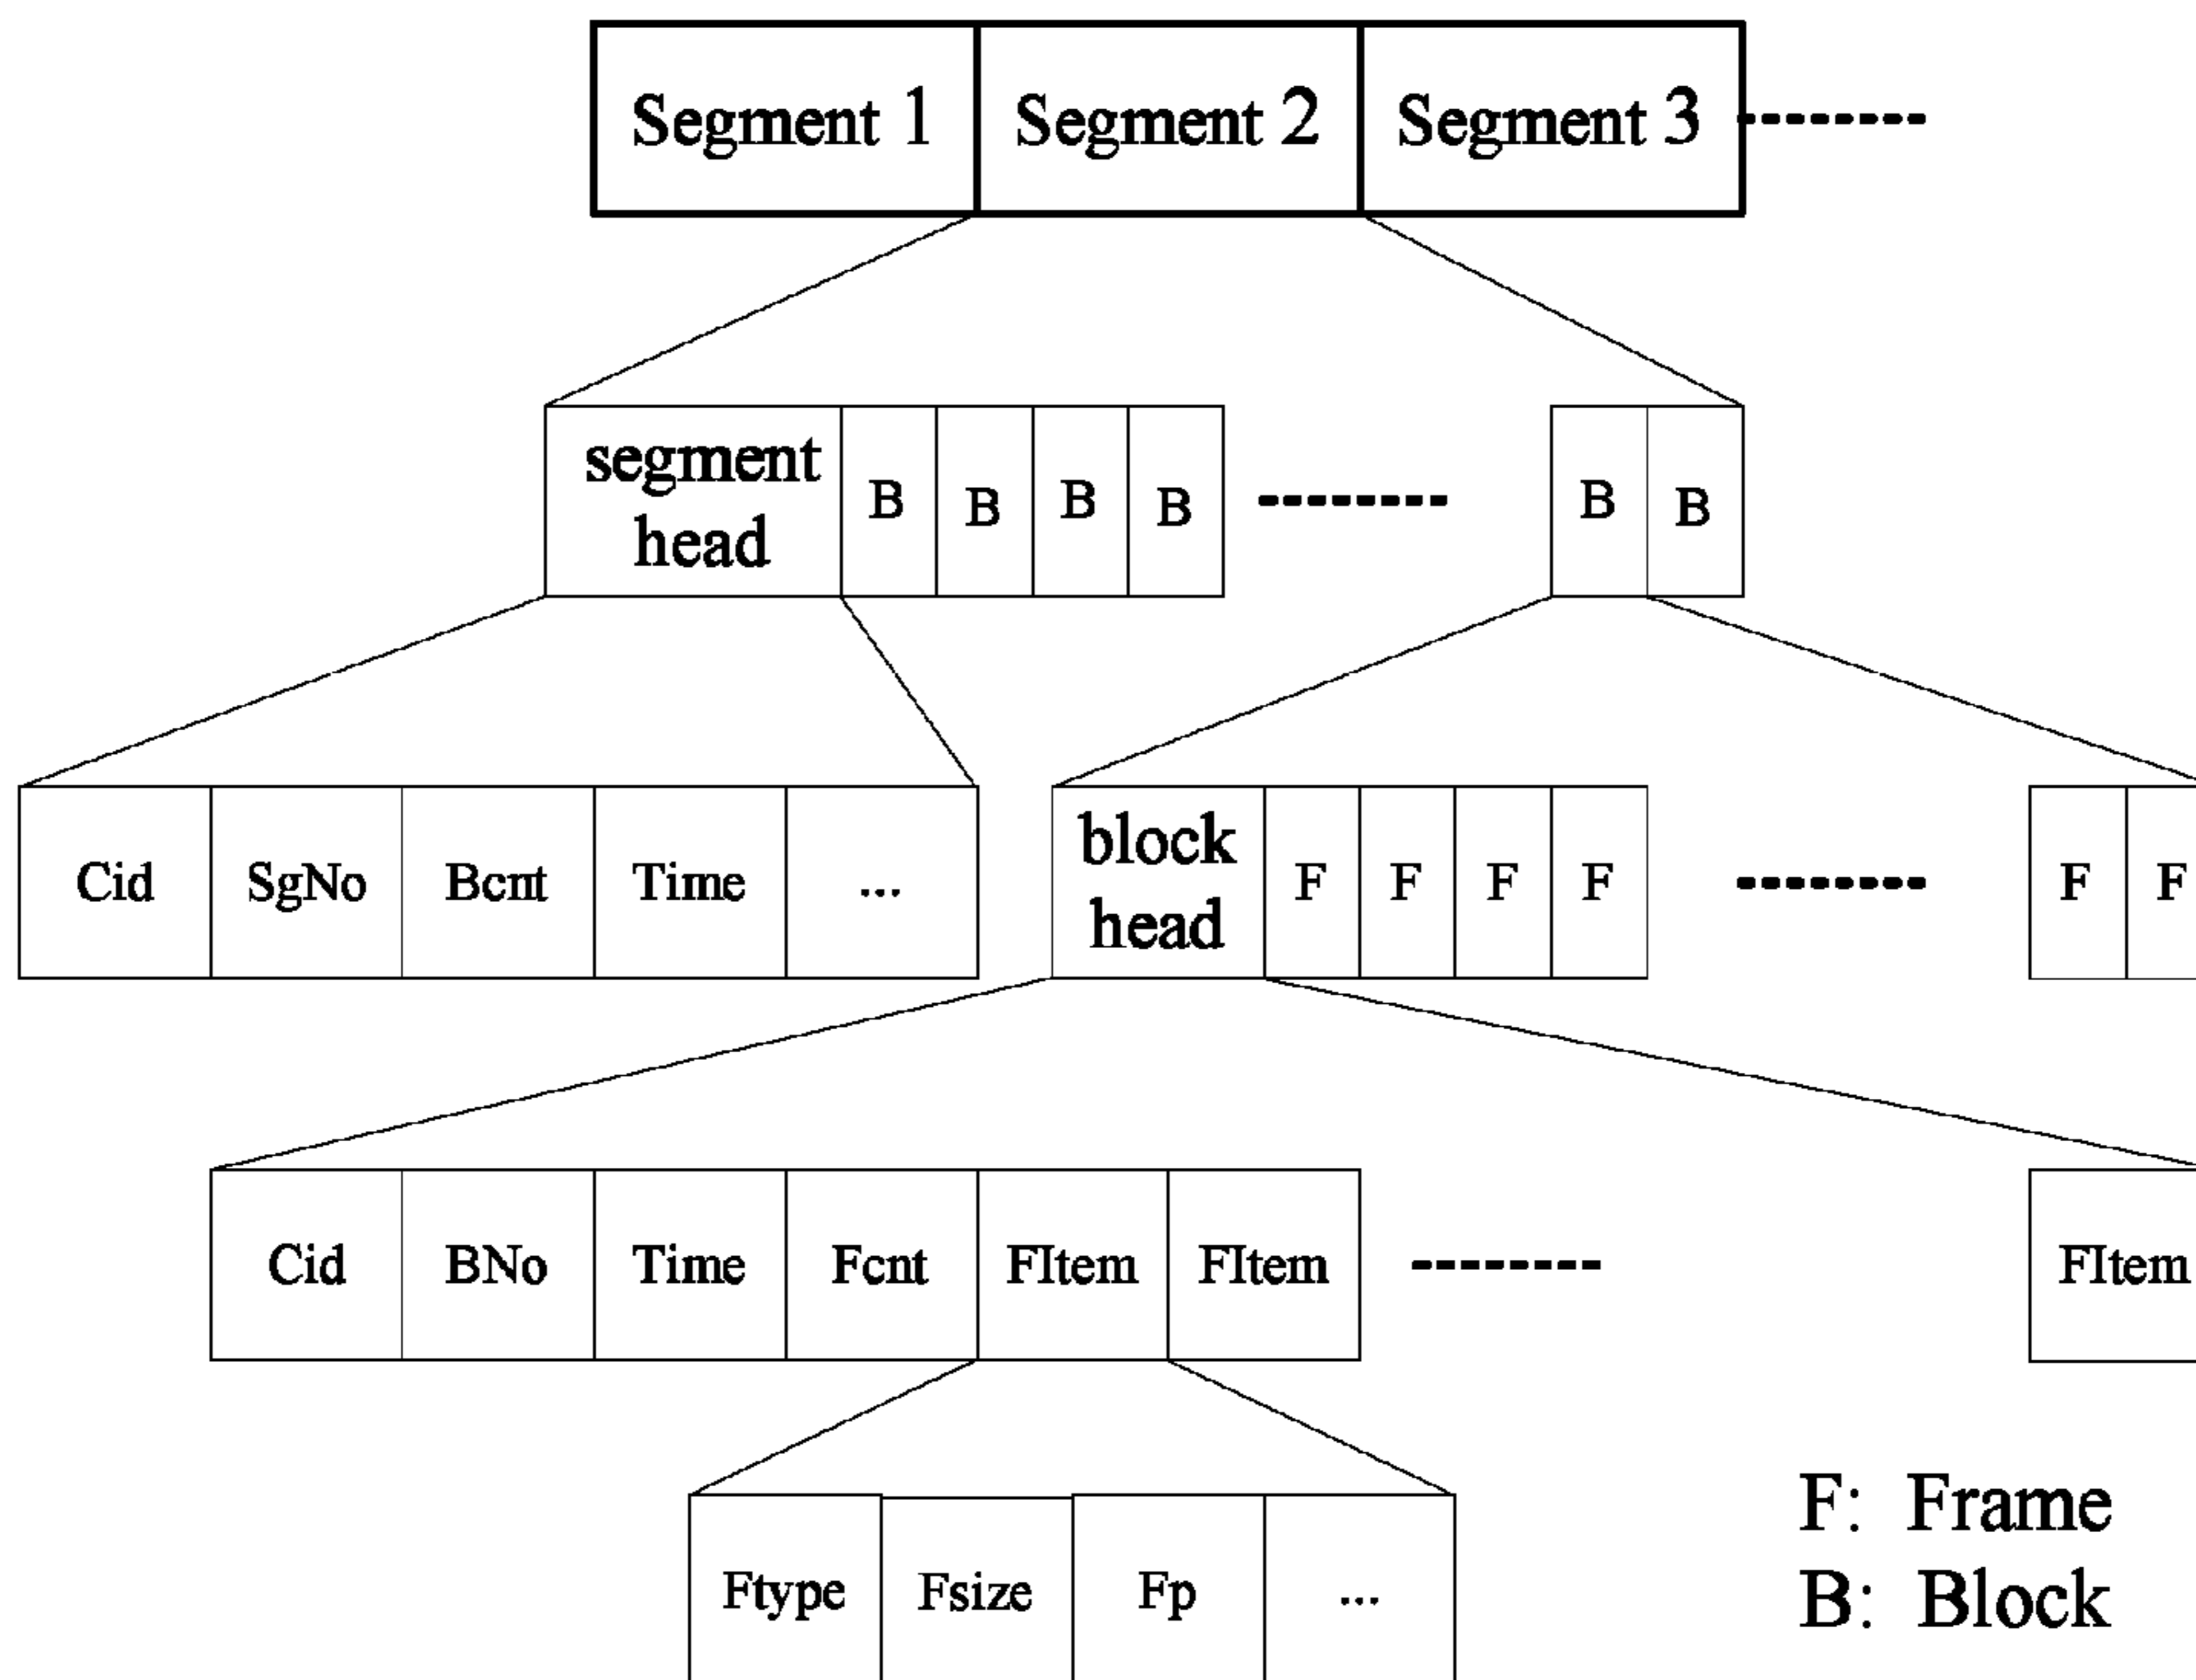 Segment 1 Segment 2 Segment 3 --------
segment
head B B B B -------- B B
Cid SgNo Bcnt Time ...
block
head F F F F -------- F F
Cid BNo Time Fcnt FItem FItem -------- FItem
Ftype Fsize Fp ...
F: Frame
B: Block